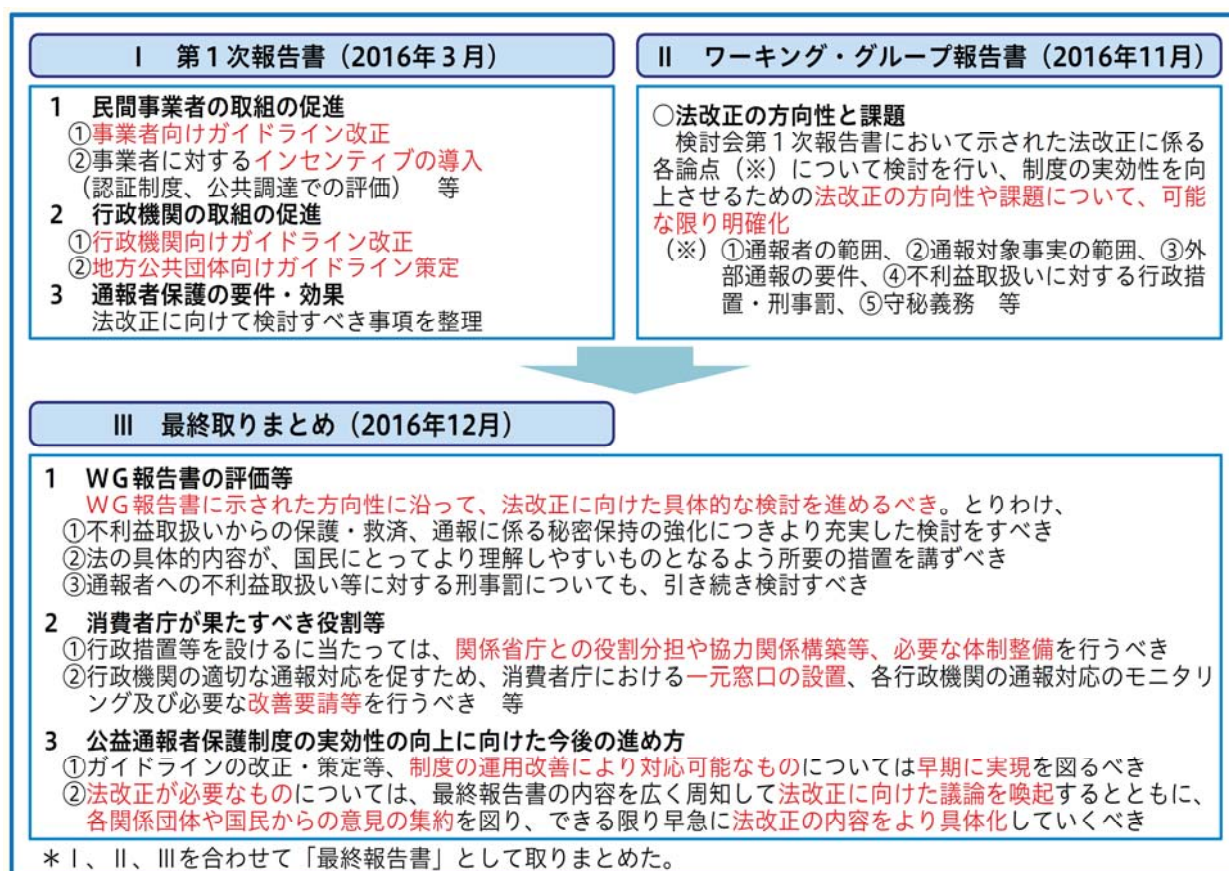 Ⅰ 第1次報告書（2016年3月）
1 民間事業者の取組の促進
①事業者向けガイドライン改正
②事業者に対するインセンティブの導入
（認証制度、公共調達での評価） 等
2 行政機関の取組の促進
①行政機関向けガイドライン改正
②地方公共団体向けガイドライン策定
3 通報者保護の要件・効果
法改正に向けて検討すべき事項を整理
Ⅱ ワーキング・グループ報告書（2016年11月）
○法改正の方向性と課題
検討会第1次報告書において示された法改正に係る
各論点（※）について検討を行い、制度の実効性を向
上させるための法改正の方向性や課題について、可能
な限り明確化
（※）①通報者の範囲、②通報対象事実の範囲、③外
部通報の要件、④不利益取扱いに対する行政措
置・刑事罰、⑤守秘義務 等
Ⅲ 最終取りまとめ（2016年12月）
1 WG報告書の評価等
WG報告書に示された方向性に沿って、法改正に向けた具体的な検討を進めるべき。とりわけ、
①不利益取扱いからの保護・救済、通報に係る秘密保持の強化につきより充実した検討をすべき
②法の具体的内容が、国民にとってより理解しやすいものとなるよう所要の措置を講ずべき
③通報者への不利益取扱い等に対する刑事罰についても、引き続き検討すべき
2 消費者庁が果たすべき役割等
①行政措置等を設けるに当たっては、関係省庁との役割分担や協力関係構築等、必要な体制整備を行うべき
②行政機関の適切な通報対応を促すため、消費者庁における一元窓口の設置、各行政機関の通報対応のモニタリ
ング及び必要な改善要請等を行うべき 等
3 公益通報者保護制度の実効性の向上に向けた今後の進め方
①ガイドラインの改正・策定等、制度の運用改善により対応可能なものについては早期に実現を図るべき
②法改正が必要なものについては、最終報告書の内容を広く周知して法改正に向けた議論を喚起するとともに、
各関係団体や国民からの意見の集約を図り、できる限り早急に法改正の内容をより具体化していくべき
＊Ⅰ、Ⅱ、Ⅲを合わせて「最終報告書」として取りまとめた。